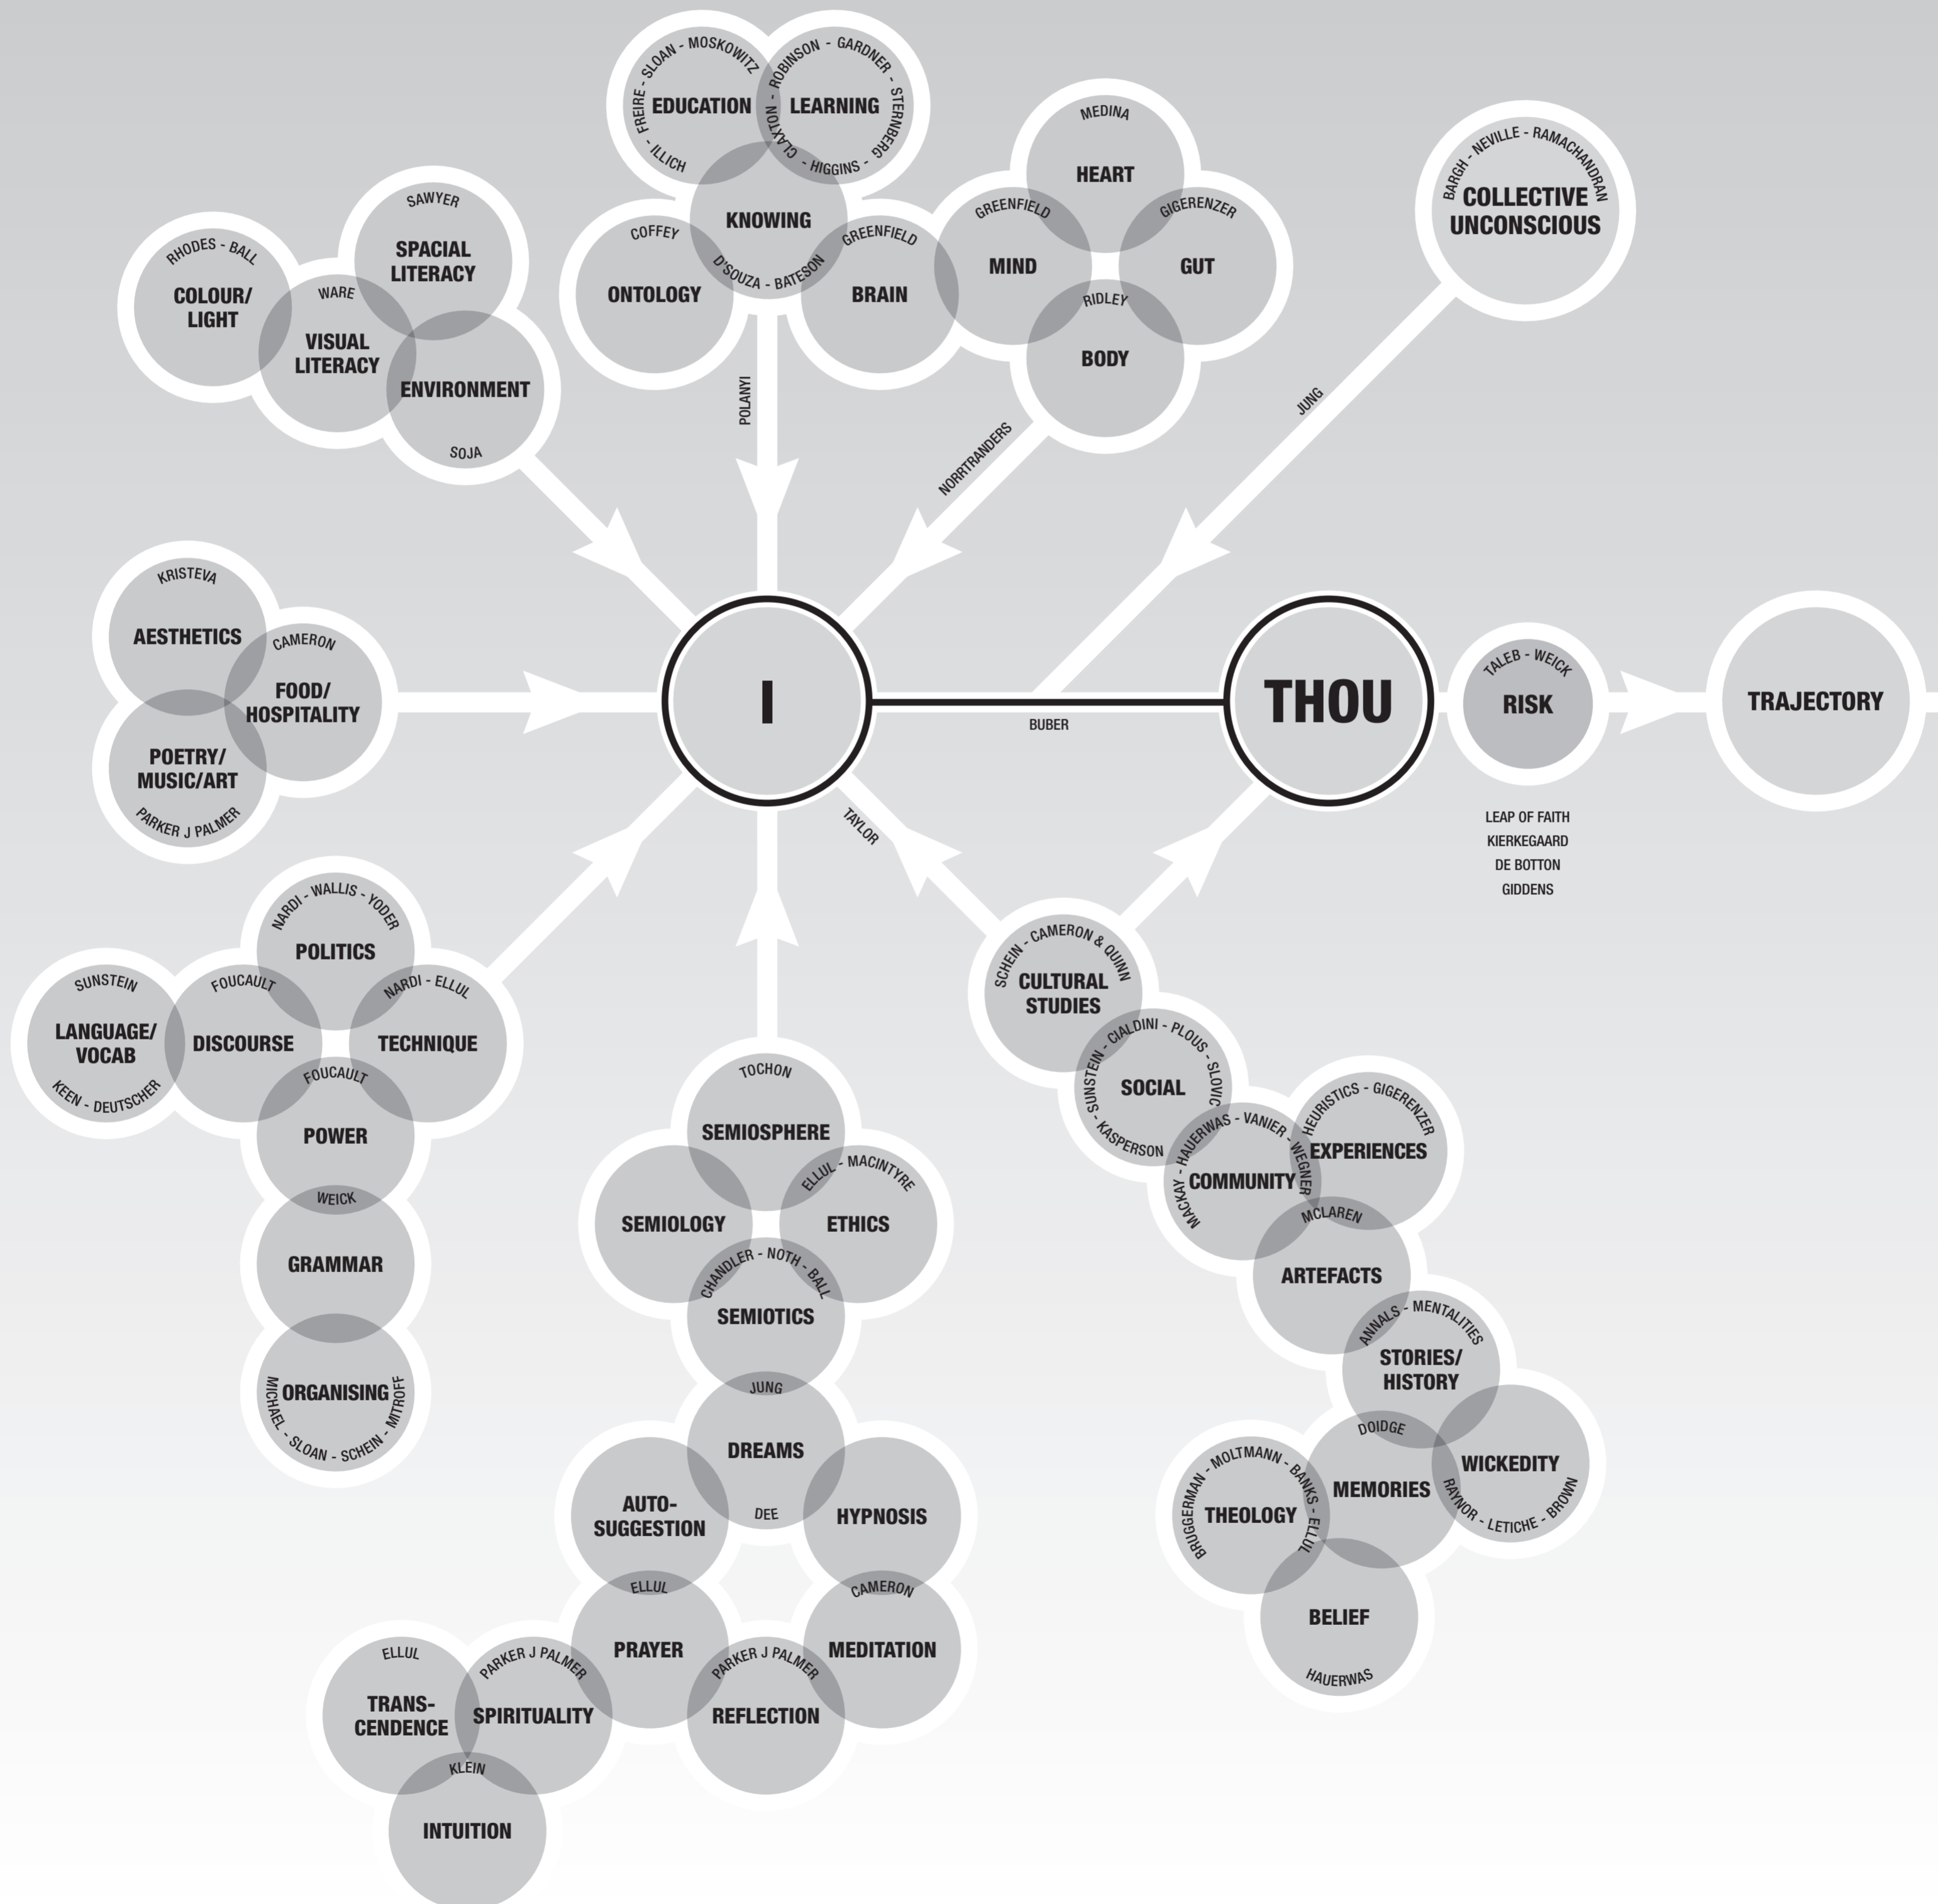 FREIRE - SLOAN - MOSKOWITZ
EDUCATION
- ILLICH
CLAXTON - ROBINSON - GARDNER - STERNBERG
LEARNING
- HIGGINS -
KNOWING
D'SOUZA - BATESON
COFFEY
ONTOLOGY
GREENFIELD
BRAIN
MEDINA
HEART
GREENFIELD
MIND
GIGERENZER
GUT
RIDLEY
BODY
BARGH - NEVILLE - RAMACHANDRAN
COLLECTIVE
UNCONSCIOUS
SAWYER
SPACIAL
LITERACY
RHODES - BALL
COLOUR/
LIGHT
WARE
VISUAL
LITERACY
ENVIRONMENT
SOJA
POLANYI
NORRTRANDERS
JUNG
KRISTEVA
AESTHETICS
CAMERON
FOOD/
HOSPITALITY
POETRY/
MUSIC/ART
PARKER J PALMER
I
BUBER
THOU
TALEB - WEICK
RISK
TRAJECTORY
LEAP OF FAITH
KIERKEGAARD
DE BOTTON
GIDDENS
TAYLOR
NARDI - WALLIS - YODER
POLITICS
SUNSTEIN
LANGUAGE/
VOCAB
KEEN - DEUTSCHER
FOUCAULT
DISCOURSE
NARDI - ELLUL
TECHNIQUE
FOUCAULT
POWER
WEICK
GRAMMAR
ORGANISING
MICHAEL - SLOAN - SCHEIN - MITROFF
TOCHON
SEMIOSPHERE
SEMIOLOGY
ELLUL - MACINTYRE
ETHICS
CHANDLER - NOTH - BALL
SEMIOTICS
JUNG
DREAMS
DEE
AUTO-
SUGGESTION
HYPNOSIS
ELLUL
PRAYER
CAMERON
MEDITATION
PARKER J PALMER
REFLECTION
PARKER J PALMER
SPIRITUALITY
ELLUL
TRANS-
CENDENCE
KLEIN
INTUITION
SCHEIN - CAMERON & QUINN
CULTURAL
STUDIES
- SUNSTEIN - CIALDINI - PLOUS - SLOVIC
SOCIAL
- KASPERSON
MACKAY - HAUERWAS - VANIER - WEGNER
COMMUNITY
HEURISTICS - GIGERENZER
EXPERIENCES
MCLAREN
ARTEFACTS
ANNALS - MENTALITIES
STORIES/
HISTORY
DOIDGE
MEMORIES
WICKEDITY
RAYNOR - LETICHE - BROWN
BRUGGERMAN - MOLTMANN - BANKS - ELLUL
THEOLOGY
BELIEF
HAUERWAS